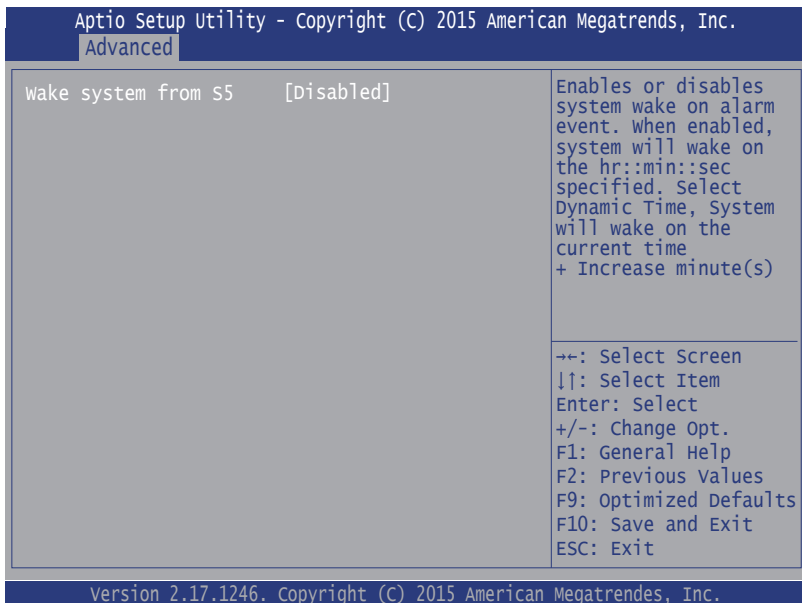 Aptio Setup Utility - Copyright (C) 2015 American Megatrends, Inc.
Advanced
Wake system from S5 [Disabled]
Enables or disables
system wake on alarm
event. When enabled,
system will wake on
the hr::min::sec
specified. Select
Dynamic Time, System
will wake on the
current time
+ Increase minute(s)
→←: Select Screen
↓↑: Select Item
Enter: Select
+/-: Change Opt.
F1: General Help
F2: Previous Values
F9: Optimized Defaults
F10: Save and Exit
ESC: Exit
Version 2.17.1246. Copyright (C) 2015 American Megatrendes, Inc.